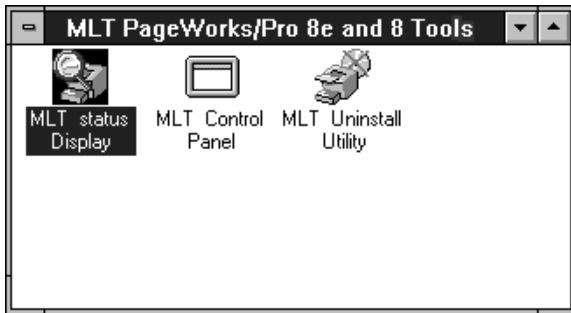 MLT PageWorks/Pro 8e and 8 Tools
MLT status
Display
MLT Control
Panel
MLT Uninstall
Utility